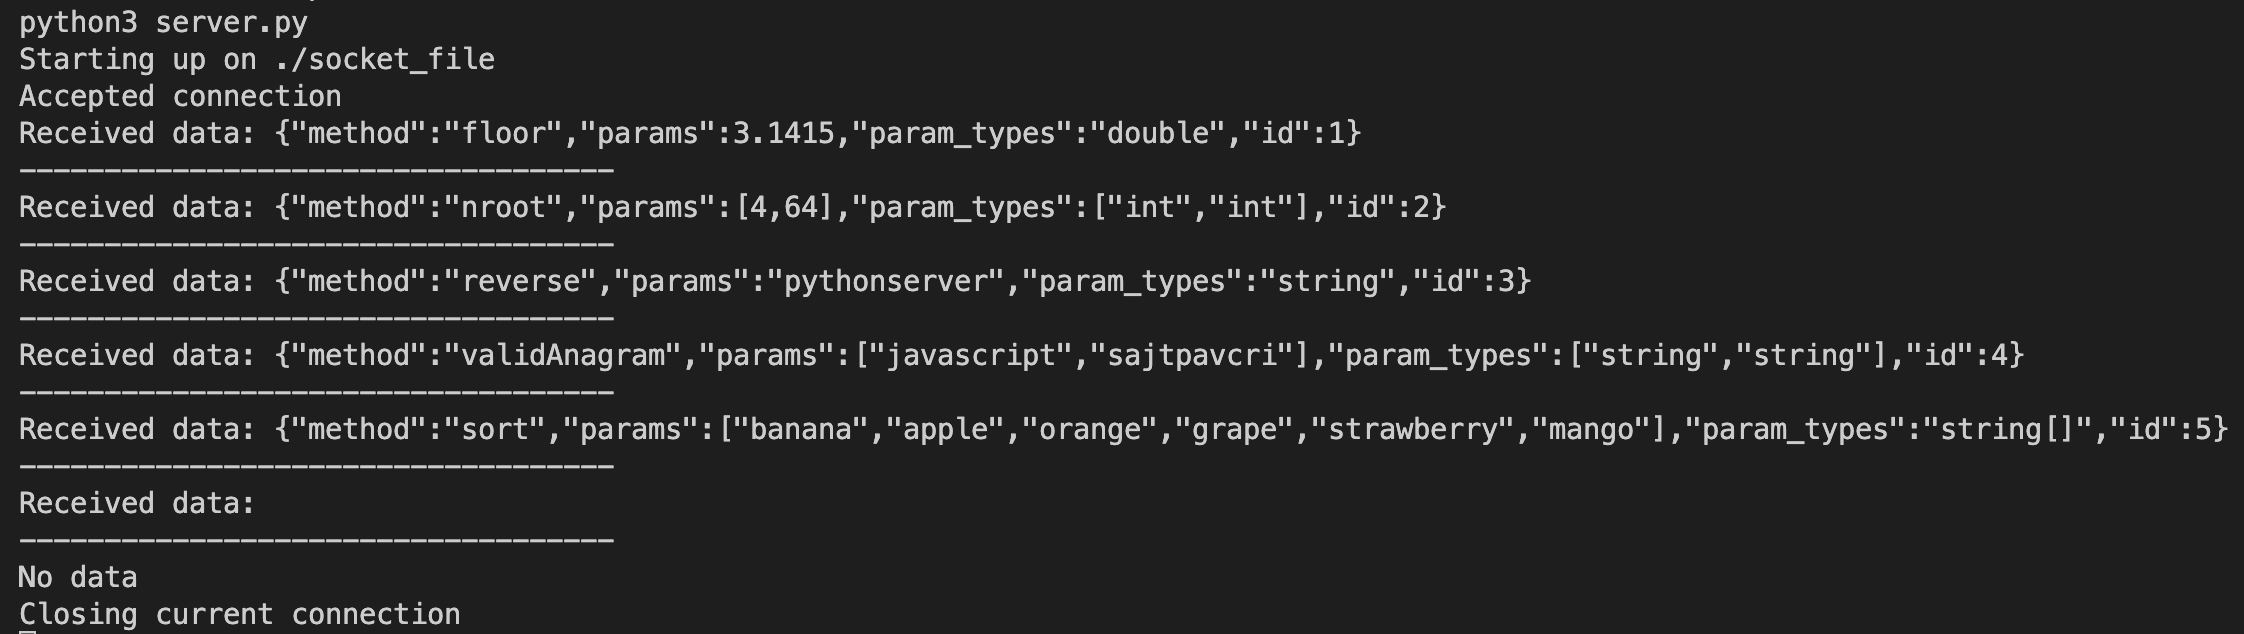 python3 server.py
Starting up on ./socket_file
Accepted connection
Received data: {"method":"floor","params":3.1415,"param_types":"double","id":1}
-----------------------------------
Received data: {"method":"nroot","params":[4,64],"param_types":["int","int"],"id":2}
-----------------------------------
Received data: {"method":"reverse","params":"pythonserver","param_types":"string","id":3}
-----------------------------------
Received data: {"method":"validAnagram","params":["javascript","sajtpavcri"],"param_types":["string","string"],"id":4}
-----------------------------------
Received data: {"method":"sort","params":["banana","apple","orange","grape","strawberry","mango"],"param_types":"string[]","id":5}
-----------------------------------
Received data:
-----------------------------------
No data
Closing current connection